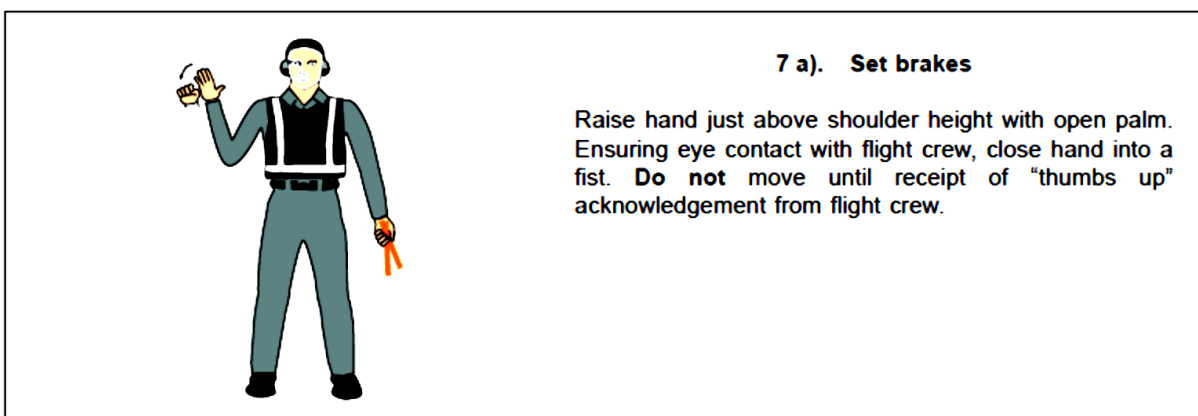 7 a). Set brakes
Raise hand just above shoulder height with open palm.
Ensuring eye contact with flight crew, close hand into a
fist. Do not move until receipt of “thumbs up”
acknowledgement from flight crew.